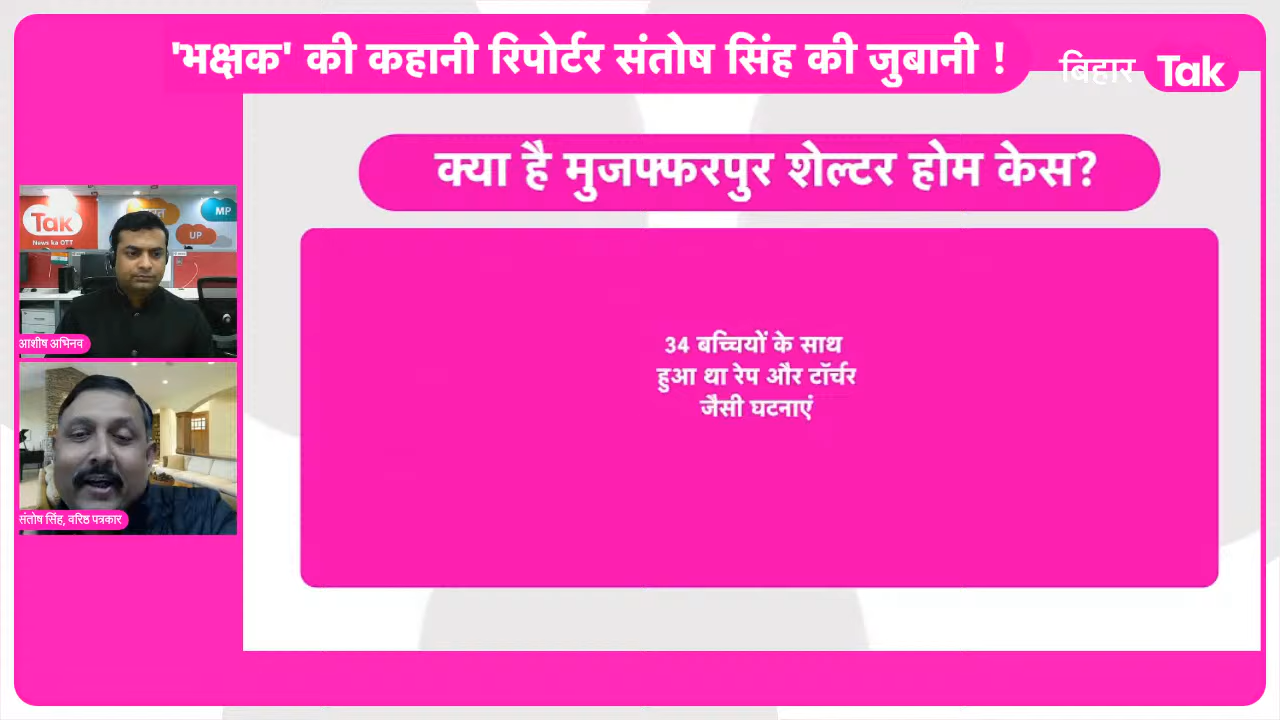 'भक्षक' की कहानी रिपोर्टर संतोष सिंह की जुबानी !
बिहार Tak
क्या है मुजफ्फरपुर शेल्टर होम केस?
34 बच्चियों के साथ
हुआ था रेप और टॉर्चर
जैसी घटनाएं
Tak
News ka OTT
MP
UP
आशीष अभिनव
संतोष सिंह, वरिष्ठ पत्रकार